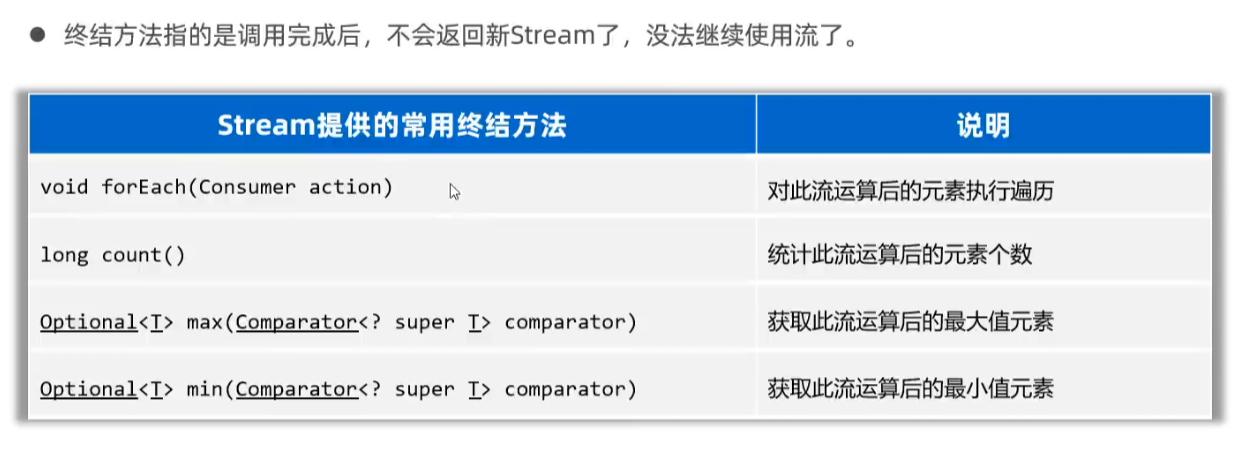 ● 终结方法指的是调用完成后，不会返回新Stream了，没法继续使用流了。
Stream提供的常用终结方法 说明
void forEach(Consumer action) 对此流运算后的元素执行遍历
long count() 统计此流运算后的元素个数
Optional<T> max(Comparator<? super T> comparator) 获取此流运算后的最大值元素
Optional<T> min(Comparator<? super T> comparator) 获取此流运算后的最小值元素